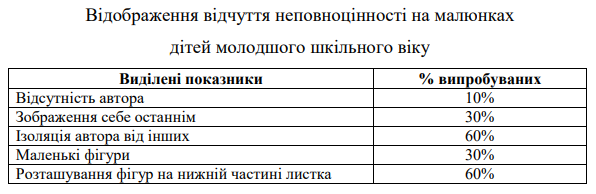 Відображення відчуття неповноцінності на малюнках
дітей молодшого шкільного віку
Виділені показники % випробуваних
Відсутність автора 10%
Зображення себе останнім 30%
Ізоляція автора від інших 60%
Маленькі фігури 30%
Розташування фігур на нижній частині листка 60%